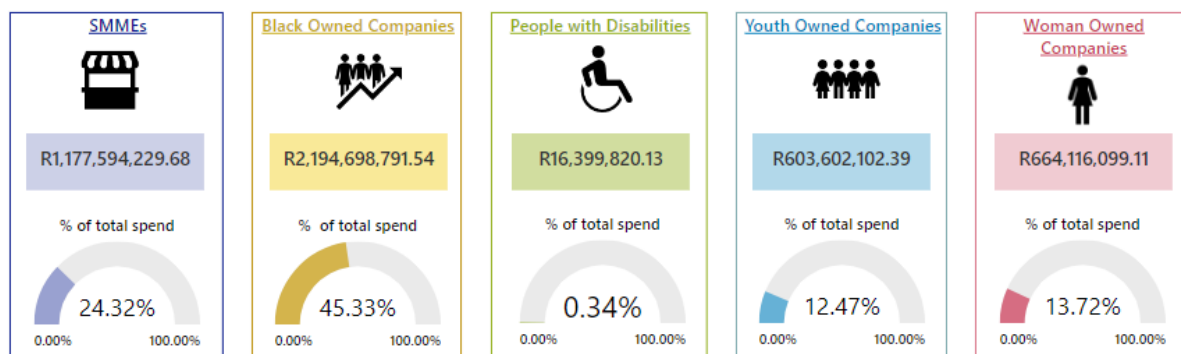 SMMEs
R1,177,594,229.68
% of total spend
24.32%
0.00% 100.00%
Black Owned Companies
R2,194,698,791.54
% of total spend
45.33%
0.00% 100.00%
People with Disabilities
R16,399,820.13
% of total spend
0.34%
0.00% 100.00%
Youth Owned Companies
R603,602,102.39
% of total spend
12.47%
0.00% 100.00%
Woman Owned
Companies
R664,116,099.11
% of total spend
13.72%
0.00% 100.00%